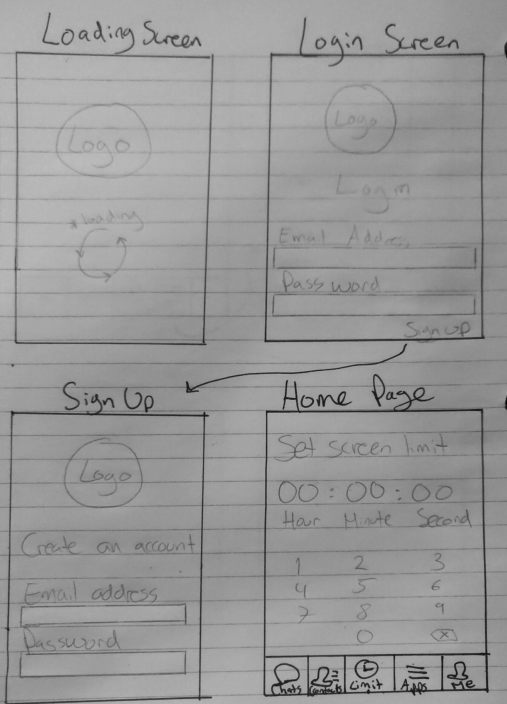 Loading Screen
Logo
*loading
Login Screen
Logo
Login
Email Address
Password
Sign Up
Sign Up
Logo
Create an account
Email address
Password
Home Page
Set screen limit
00:00:00
Hour Minute Second
1 2 3
4 5 6
7 8 9
0 X
Chats Contacts Limit Apps Me